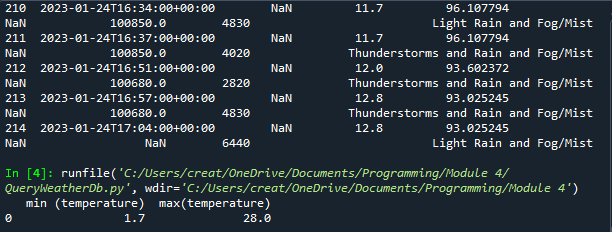 210 2023-01-24T16:34:00+00:00 NaN 11.7 96.107794
NaN 100850.0 4830 Light Rain and Fog/Mist
211 2023-01-24T16:37:00+00:00 NaN 11.7 96.107794
NaN 100850.0 4020 Thunderstorms and Rain and Fog/Mist
212 2023-01-24T16:51:00+00:00 NaN 12.0 93.602372
NaN 100680.0 2820 Thunderstorms and Rain and Fog/Mist
213 2023-01-24T16:57:00+00:00 NaN 12.8 93.025245
NaN 100680.0 4830 Thunderstorms and Rain and Fog/Mist
214 2023-01-24T17:04:00+00:00 NaN 12.8 93.025245
NaN NaN 6440 Light Rain and Fog/Mist
In [4]: runfile('C:/Users/creat/OneDrive/Documents/Programming/Module 4/
QueryWeatherDb.py', wdir='C:/Users/creat/OneDrive/Documents/Programming/Module 4')
min (temperature) max(temperature)
0 1.7 28.0